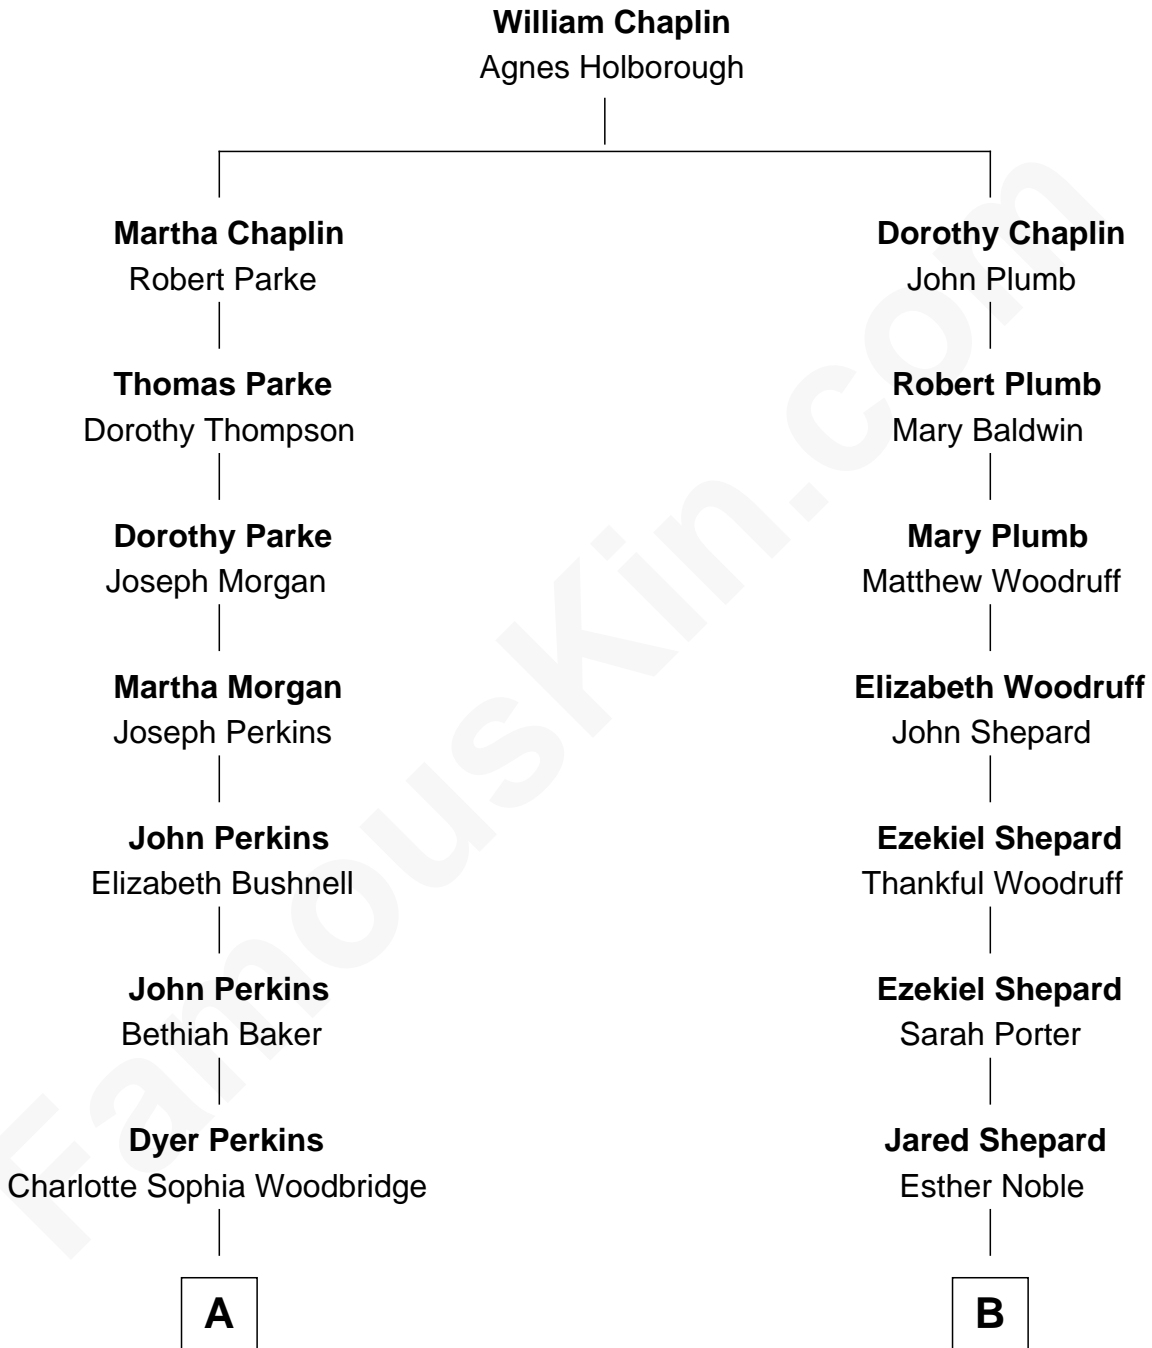 William Chaplin
Agnes Holborough
Martha Chaplin
Robert Parke
Dorothy Chaplin
John Plumb
Thomas Parke
Dorothy Thompson
Robert Plumb
Mary Baldwin
Dorothy Parke
Joseph Morgan
Mary Plumb
Matthew Woodruff
Martha Morgan
Joseph Perkins
Elizabeth Woodruff
John Shepard
John Perkins
Elizabeth Bushnell
Ezekiel Shepard
Thankful Woodruff
John Perkins
Bethiah Baker
Ezekiel Shepard
Sarah Porter
Dyer Perkins
Charlotte Sophia Woodbridge
Jared Shepard
Esther Noble
A
B
FamousKin.com